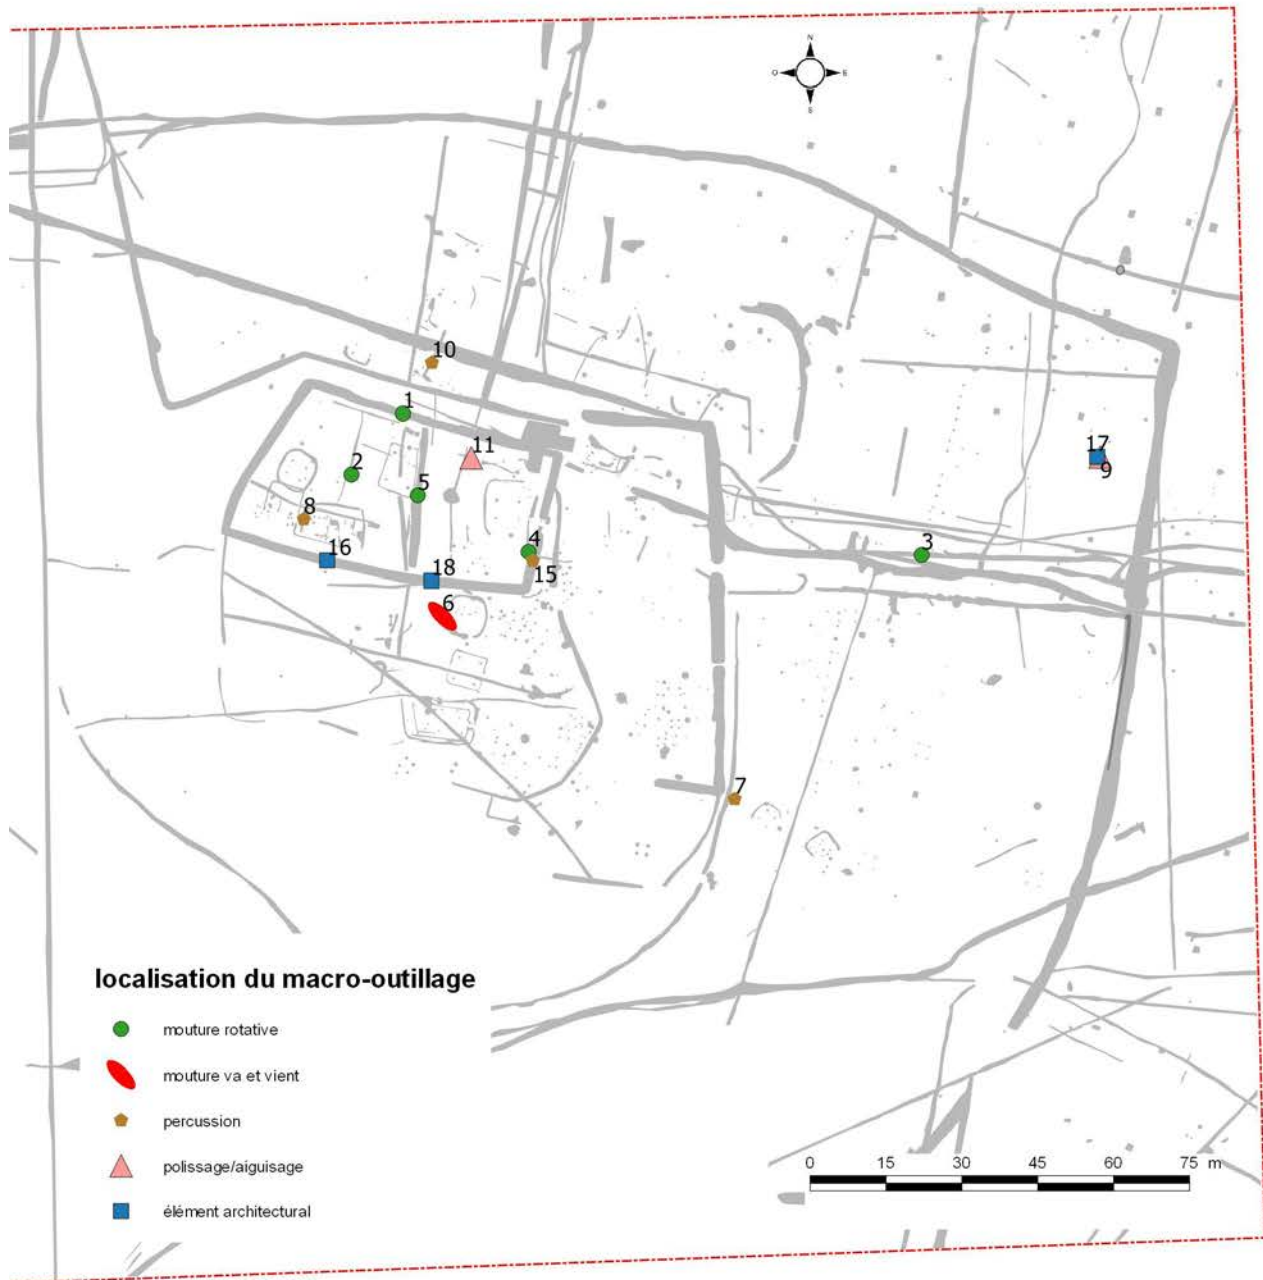 N
O E
S
10
1
11
2
5
17
9
8
4
3
16
15
18
6
7
localisation du macro-outillage
mouture rotative
mouture va et vient
percussion
polissage/aiguisage
élément architectural
0 15 30 45 60 75 m